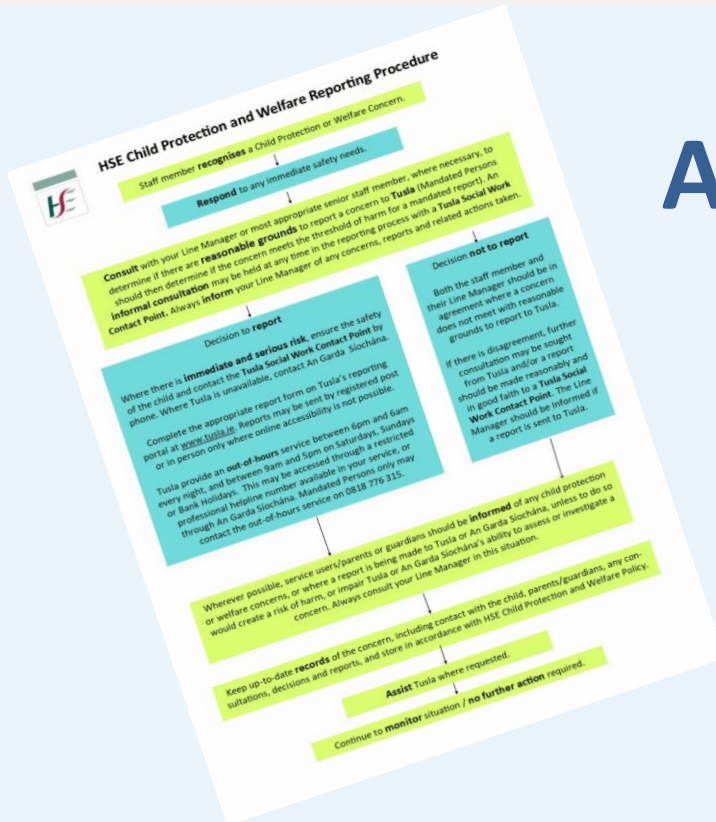 A
HSE Child Protection and Welfare Reporting Procedure
HSE
Staff member recognises a Child Protection or Welfare Concern.
Respond to any immediate safety needs.
Consult with your Line Manager or most appropriate senior staff member, where necessary, to
determine if there are reasonable grounds to report a concern to Tusla (Mandated Persons
should then determine if the concern meets the threshold of harm for a mandated report). An
informal consultation may be held at any time in the reporting process with a Tusla Social Work
Contact Point. Always inform your Line Manager of any concerns, reports and related actions taken.
Decision to report
Where there is immediate and serious risk, ensure the safety
of the child and contact the Tusla Social Work Contact Point by
phone. Where Tusla is unavailable, contact An Garda Síochána.
Complete the appropriate report form on Tusla's reporting
portal at www.tusla.ie. Reports may be sent by registered post
or in person only where online accessibility is not possible.
Tusla provide an out-of-hours service between 6pm and 6am
every night, and between 9am and 5pm on Saturdays, Sundays
or Bank Holidays. This may be accessed through a restricted
professional helpline number available in your service, or
through An Garda Síochána. Mandated Persons only may
contact the out-of-hours service on 0818 776 315.
Decision not to report
Both the staff member and
their Line Manager should be in
agreement where a concern
does not meet with reasonable
grounds to report to Tusla.
If there is disagreement, further
consultation may be sought
from Tusla and/or a report
should be made reasonably and
in good faith to a Tusla Social
Work Contact Point. The Line
Manager should be informed if
a report is sent to Tusla.
Wherever possible, service users/parents or guardians should be informed of any child protection
or welfare concerns, or where a report is being made to Tusla or An Garda Síochána, unless to do so
would create a risk of harm, or impair Tusla or An Garda Síochána's ability to assess or investigate a
concern. Always consult your Line Manager in this situation.
Keep up-to-date records of the concern, including contact with the child, parents/guardians, any con-
sultations, decisions and reports, and store in accordance with HSE Child Protection and Welfare Policy.
Assist Tusla where requested.
Continue to monitor situation / no further action required.